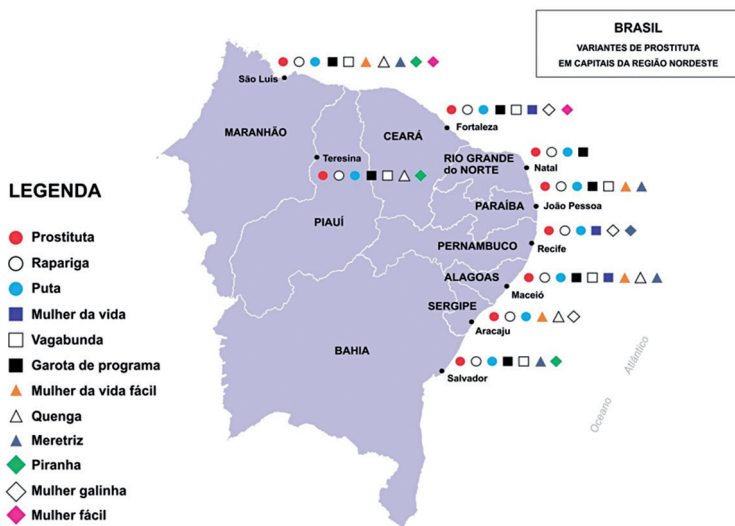 BRASIL
VARIANTES DE PROSTITUTA
EM CAPITAIS DA REGIÃO NORDESTE
São Luis
MARANHÃO
CEARÁ
Fortaleza
Teresina
RIO GRANDE
do NORTE
Natal
PARAÍBA
João Pessoa
PIAUÍ
PERNAMBUCO
Recife
ALAGOAS
Maceió
SERGIPE
Aracaju
BAHIA
Salvador
Oceano Atlântico
LEGENDA
Prostituta
Rapariga
Puta
Mulher da vida
Vagabunda
Garota de programa
Mulher da vida fácil
Quenga
Meretriz
Piranha
Mulher galinha
Mulher fácil